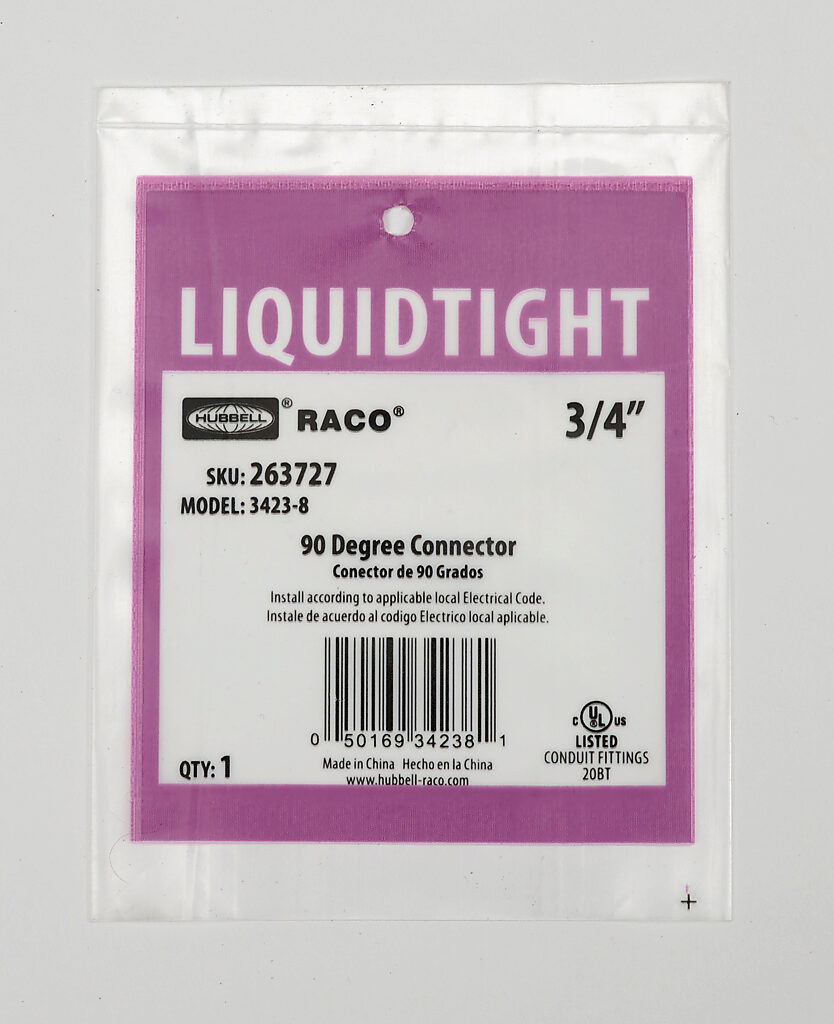 LIQUIDTIGHT
HUBBELL® RACO® 3/4"
SKU: 263727
MODEL: 3423-8
90 Degree Connector
Conector de 90 Grados
Install according to applicable local Electrical Code.
Instale de acuerdo al codigo Electrico local aplicable.
0 50169 34238 1
C UL US
LISTED
CONDUIT FITTINGS
20BT
QTY: 1
Made in China Hecho en la China
www.hubbell-raco.com